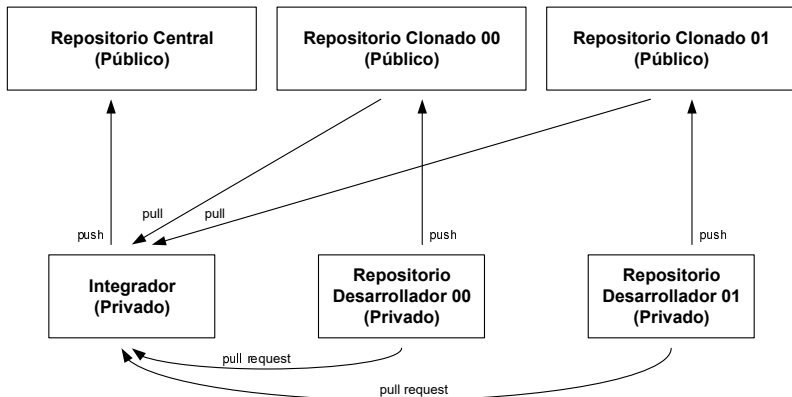 Repositorio Central
(Público)
Repositorio Clonado 00
(Público)
Repositorio Clonado 01
(Público)
pull
pull
push
push
push
Integrador
(Privado)
Repositorio
Desarrollador 00
(Privado)
Repositorio
Desarrollador 01
(Privado)
pull request
pull request